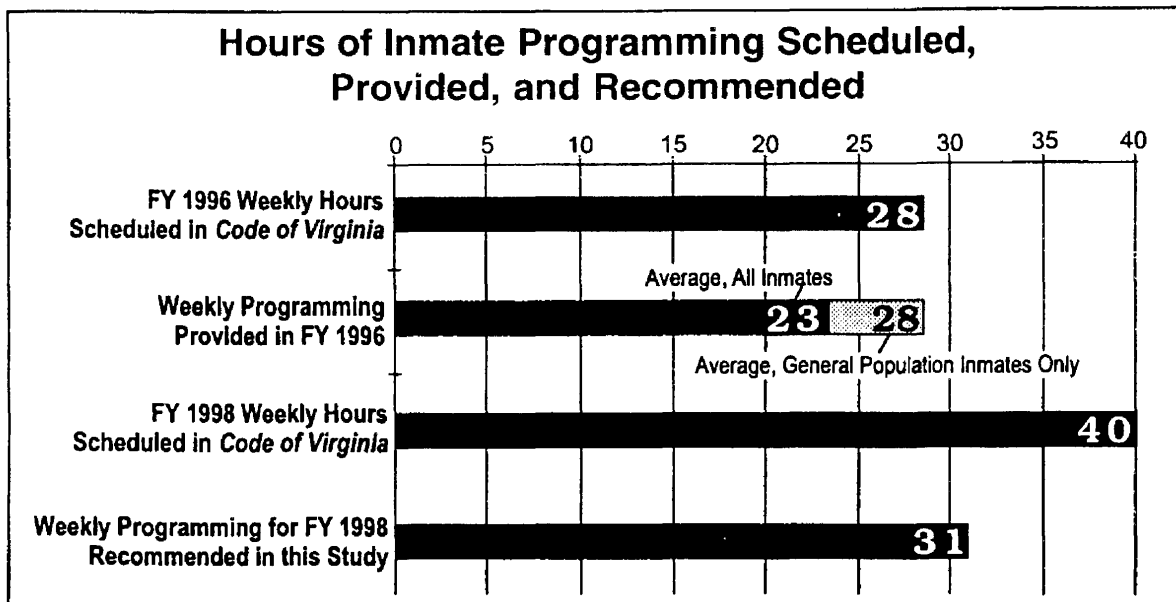 Hours of Inmate Programming Scheduled,
Provided, and Recommended
0 5 10 15 20 25 30 35 40
FY 1996 Weekly Hours
Scheduled in Code of Virginia
28
Average, All Inmates
Weekly Programming
Provided in FY 1996
23 28
Average, General Population Inmates Only
FY 1998 Weekly Hours
Scheduled in Code of Virginia
40
Weekly Programming for FY 1998
Recommended in this Study
31